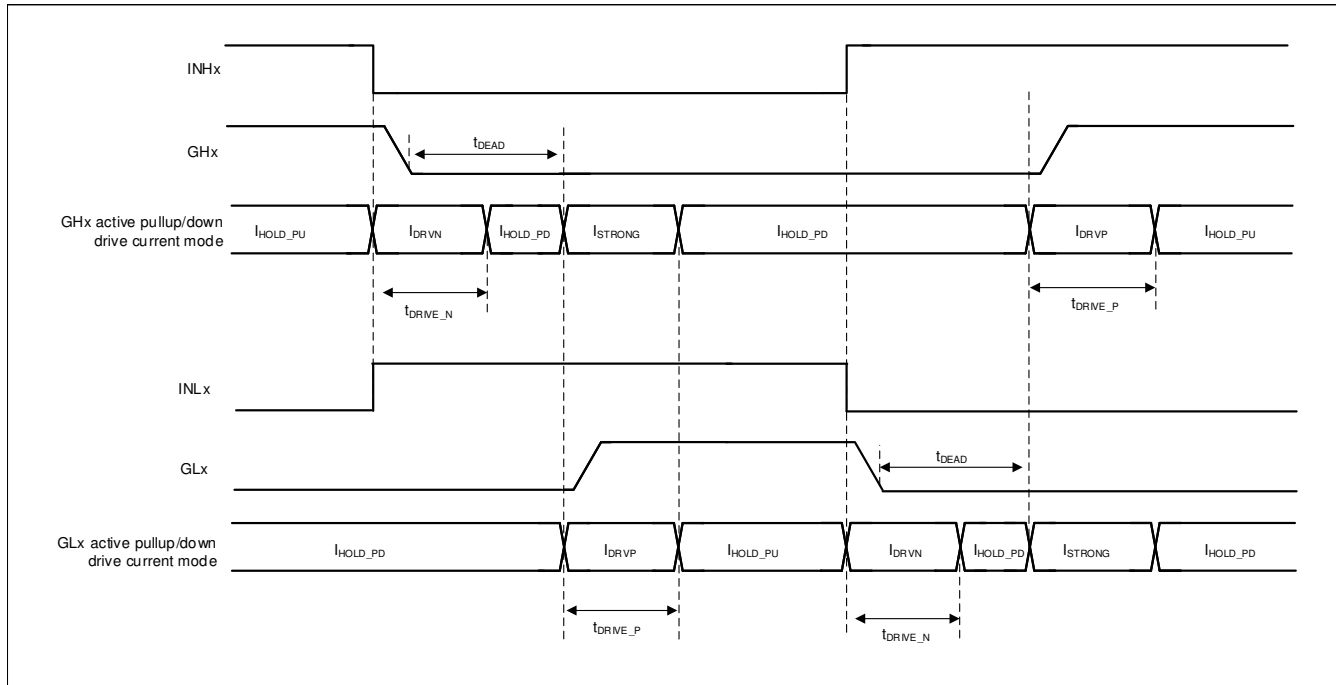 INHx
GHx
tDEAD
GHx active pullup/down
drive current mode
IHOLD_PU
IDRVN
IHOLD_PD
ISTRONG
IHOLD_PD
IDRVP
IHOLD_PU
tDRIVE_N
tDRIVE_P
INLx
GLx
tDEAD
GLx active pullup/down
drive current mode
IHOLD_PD
IDRVP
IHOLD_PU
IDRVN
IHOLD_PD
ISTRONG
IHOLD_PD
tDRIVE_P
tDRIVE_N